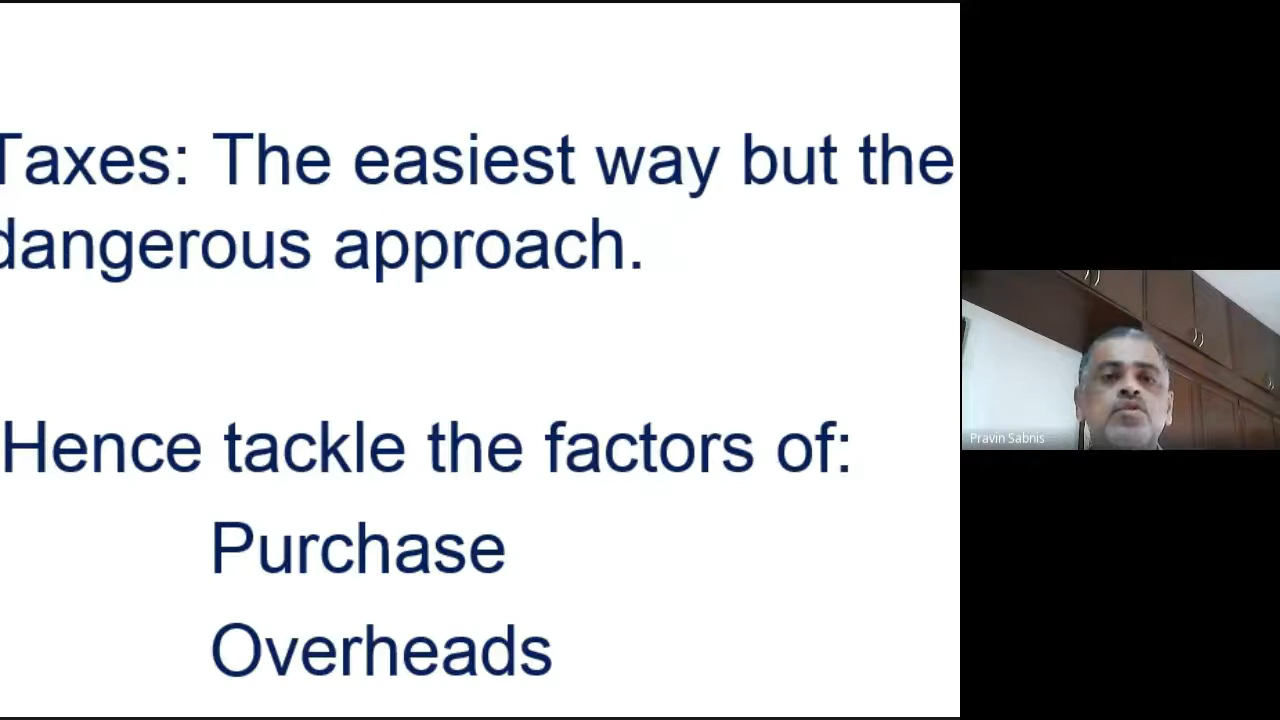 Taxes: The easiest way but the
dangerous approach.
Hence tackle the factors of:
Purchase
Overheads
Pravin Sabnis